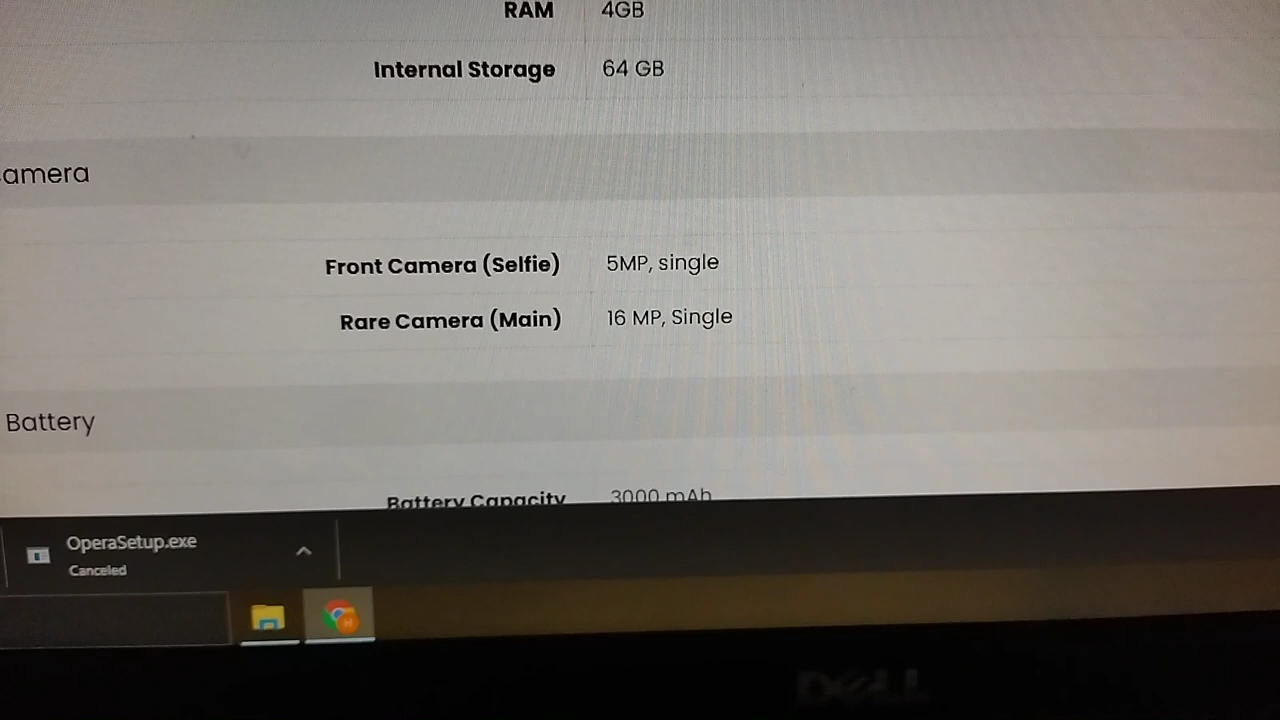 RAM 4GB
Internal Storage 64 GB
amera
Front Camera (Selfie) 5MP, single
Rare Camera (Main) 16 MP, Single
Battery
Battery Capacity 3000 mAh
OperaSetup.exe
Canceled
H
DELL